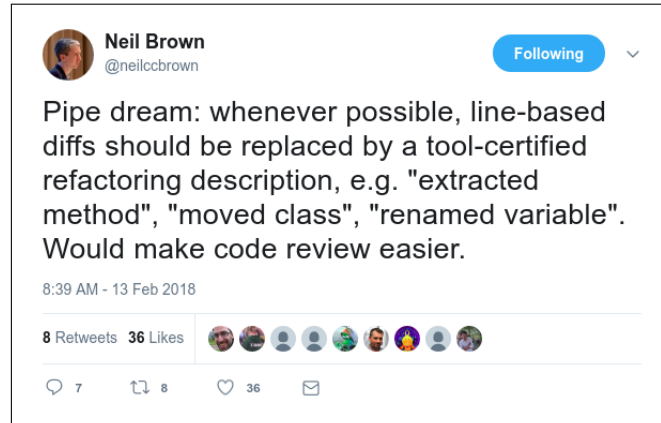 Neil Brown
@neilccbrown
Following
Pipe dream: whenever possible, line-based
diffs should be replaced by a tool-certified
refactoring description, e.g. "extracted
method", "moved class", "renamed variable".
Would make code review easier.
8:39 AM - 13 Feb 2018
8 Retweets 36 Likes
7 8 36